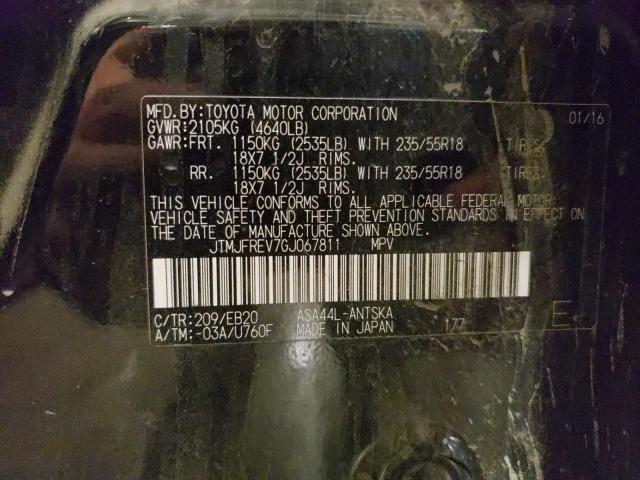 MFD.BY:TOYOTA MOTOR CORPORATION 01/16
GVWR:2105KG (4640LB)
GAWR:FRT. 1150KG (2535LB) WITH 235/55R18 TIRES,
18X7 1/2J RIMS.
RR. 1150KG (2535LB) WITH 235/55R18 TIRES,
18X7 1/2J RIMS.
THIS VEHICLE CONFORMS TO ALL APPLICABLE FEDERAL MOTOR
VEHICLE SAFETY AND THEFT PREVENTION STANDARDS IN EFFECT ON
THE DATE OF MANUFACTURE SHOWN ABOVE.
JTMJFREV7GJ067811 MPV
C/TR:209/EB20 ASA44L-ANTSKA
A/TM:-03A/U760F MADE IN JAPAN 177 E